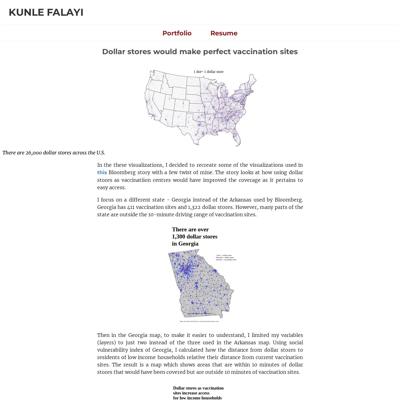 KUNLE FALAYI
Portfolio Resume
Dollar stores would make perfect vaccination sites
1 dot= 1 dollar store
There are 26,000 dollar stores across the U.S.
In the these visualizations, I decided to recreate some of the visualizations used in
this Bloomberg story with a few twist of mine. The story looks at how using dollar
stores as vaccination centres would have improved the coverage as it pertains to
easy access.
I focus on a different state – Georgia instead of the Arkansas used by Bloomberg.
Georgia has 411 vaccination sites and 1,322 dollar stores. However, many parts of the
state are outside the 10-minute driving range of vaccination sites.
There are over
1,300 dollar stores
in Georgia
Then in the Georgia map, to make it easier to understand, I limited my variables
(layers) to just two instead of the three used in the Arkansas map. Using social
vulnerability index of Georgia, I calculated how the distance from dollar stores to
residents of low income households relative their distance from current vaccination
sites. The result is a map which shows areas that are within 10 minutes of dollar
stores that would have been covered but are outside 10 minutes of vaccination sites.
Dollar stores as vaccination
sites increase access
for low income households